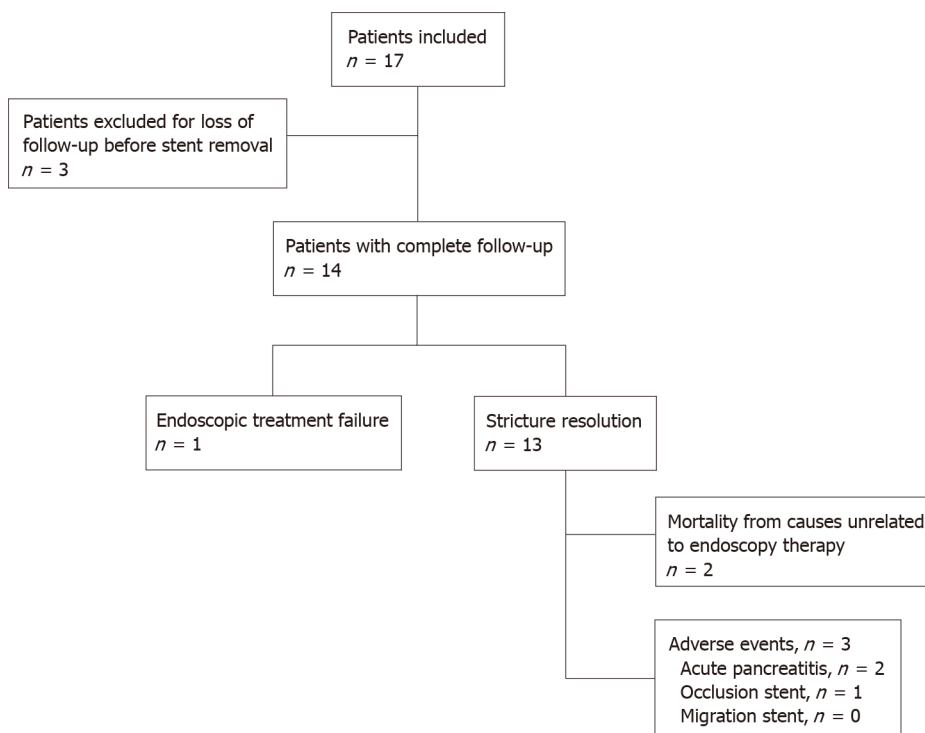 Patients included
n = 17
Patients excluded for loss of
follow-up before stent removal
n = 3
Patients with complete follow-up
n = 14
Endoscopic treatment failure
n = 1
Stricture resolution
n = 13
Mortality from causes unrelated
to endoscopy therapy
n = 2
Adverse events, n = 3
Acute pancreatitis, n = 2
Occlusion stent, n = 1
Migration stent, n = 0